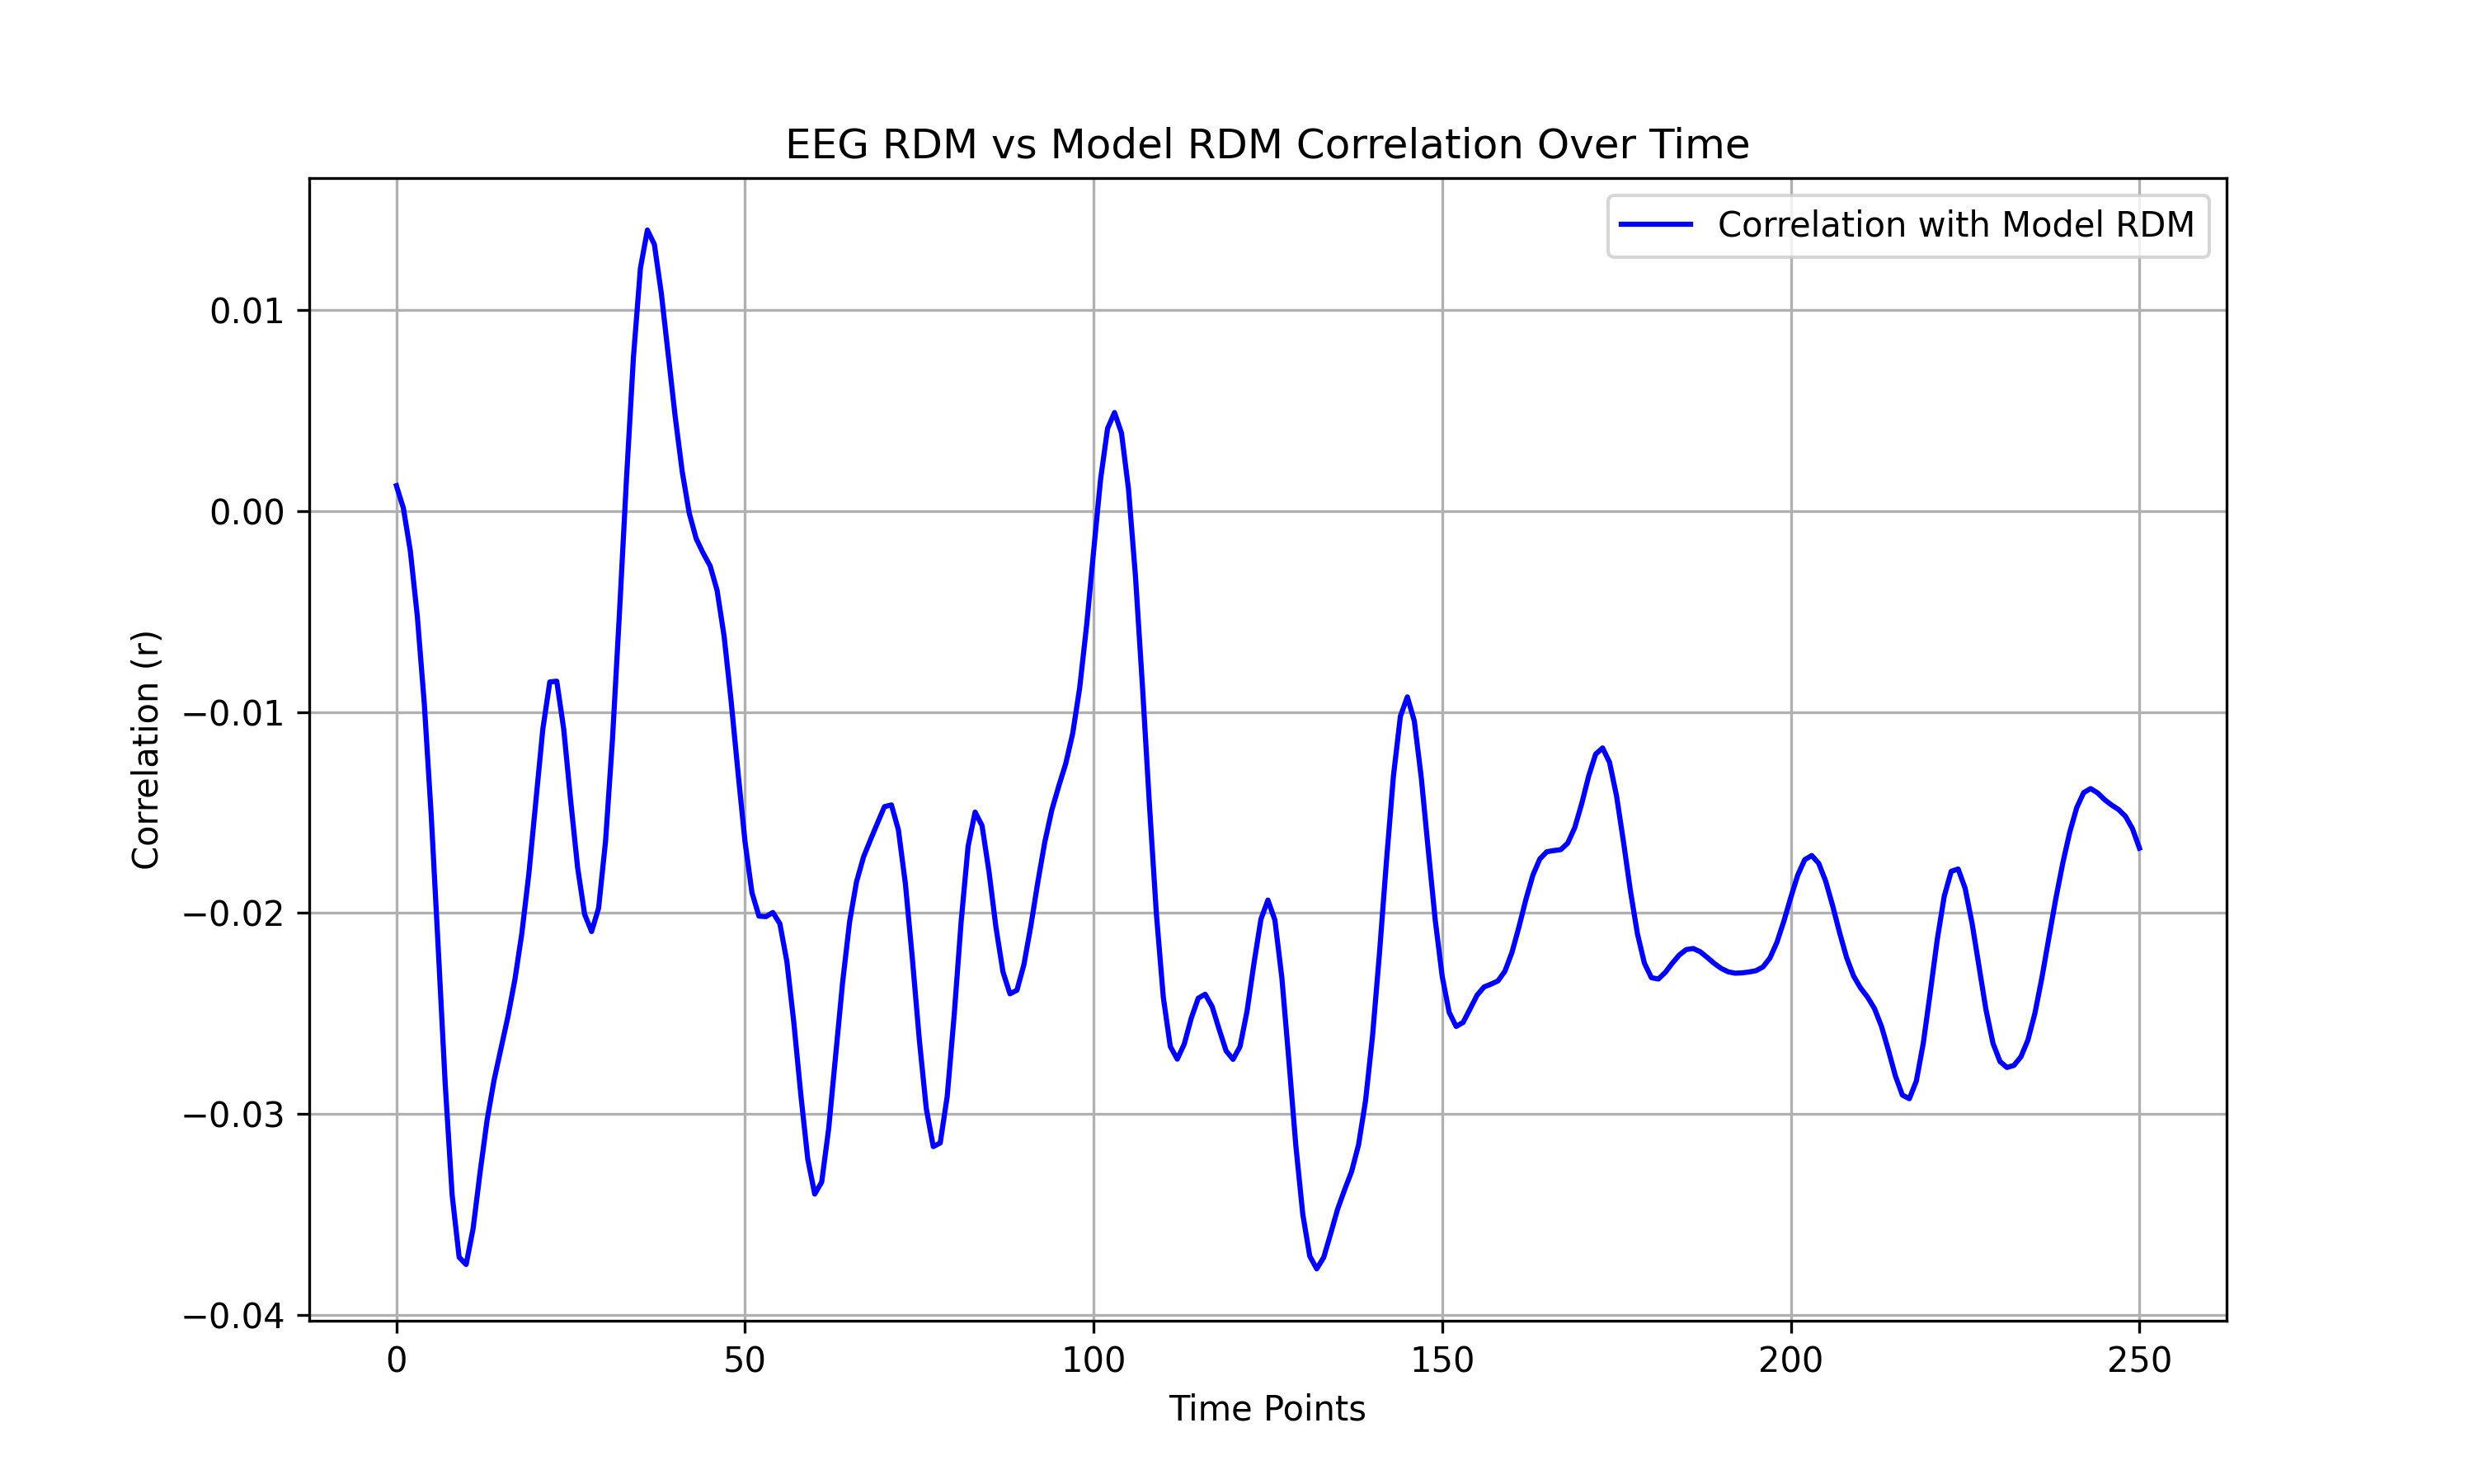 EEG RDM vs Model RDM Correlation Over Time
Correlation with Model RDM
Correlation (r)
0.01
0.00
−0.01
−0.02
−0.03
−0.04
0 50 100 150 200 250
Time Points